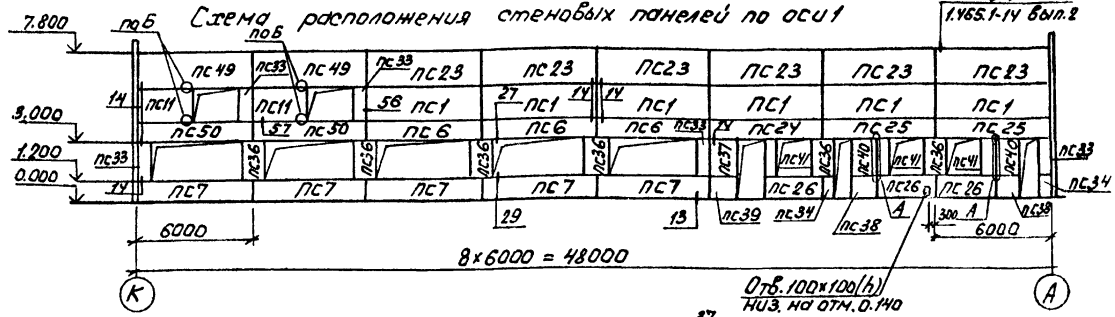 Схема расположения стеновых панелей по оси 1
7.800 по Б по Б 1.465.1-14 вып.2
пс49 пс33 пс49 пс33 пс23 пс23 пс23 пс23 пс23 пс23
14 пс11 пс11 56 пс1 27 пс1 14 14 пс1 пс1 пс1 пс1
3.000 пс50 57 пс50 пс6 пс6 пс6 пс33 14 пс24 пс25 пс25
пс33 пс36 пс36 пс36 пс36 пс37 пс41 пс36 пс40 пс41 пс36 пс41 пс40 пс33
1.200
0.000 14 пс7 пс7 пс7 пс7 пс7 пс26 пс26 пс26 пс34
29 13 пс39 пс34 пс38 А 300 А пс38
6000 6000
8×6000 = 48000
К А
Отв. 100×100(h)
низ. на отм. 0.140